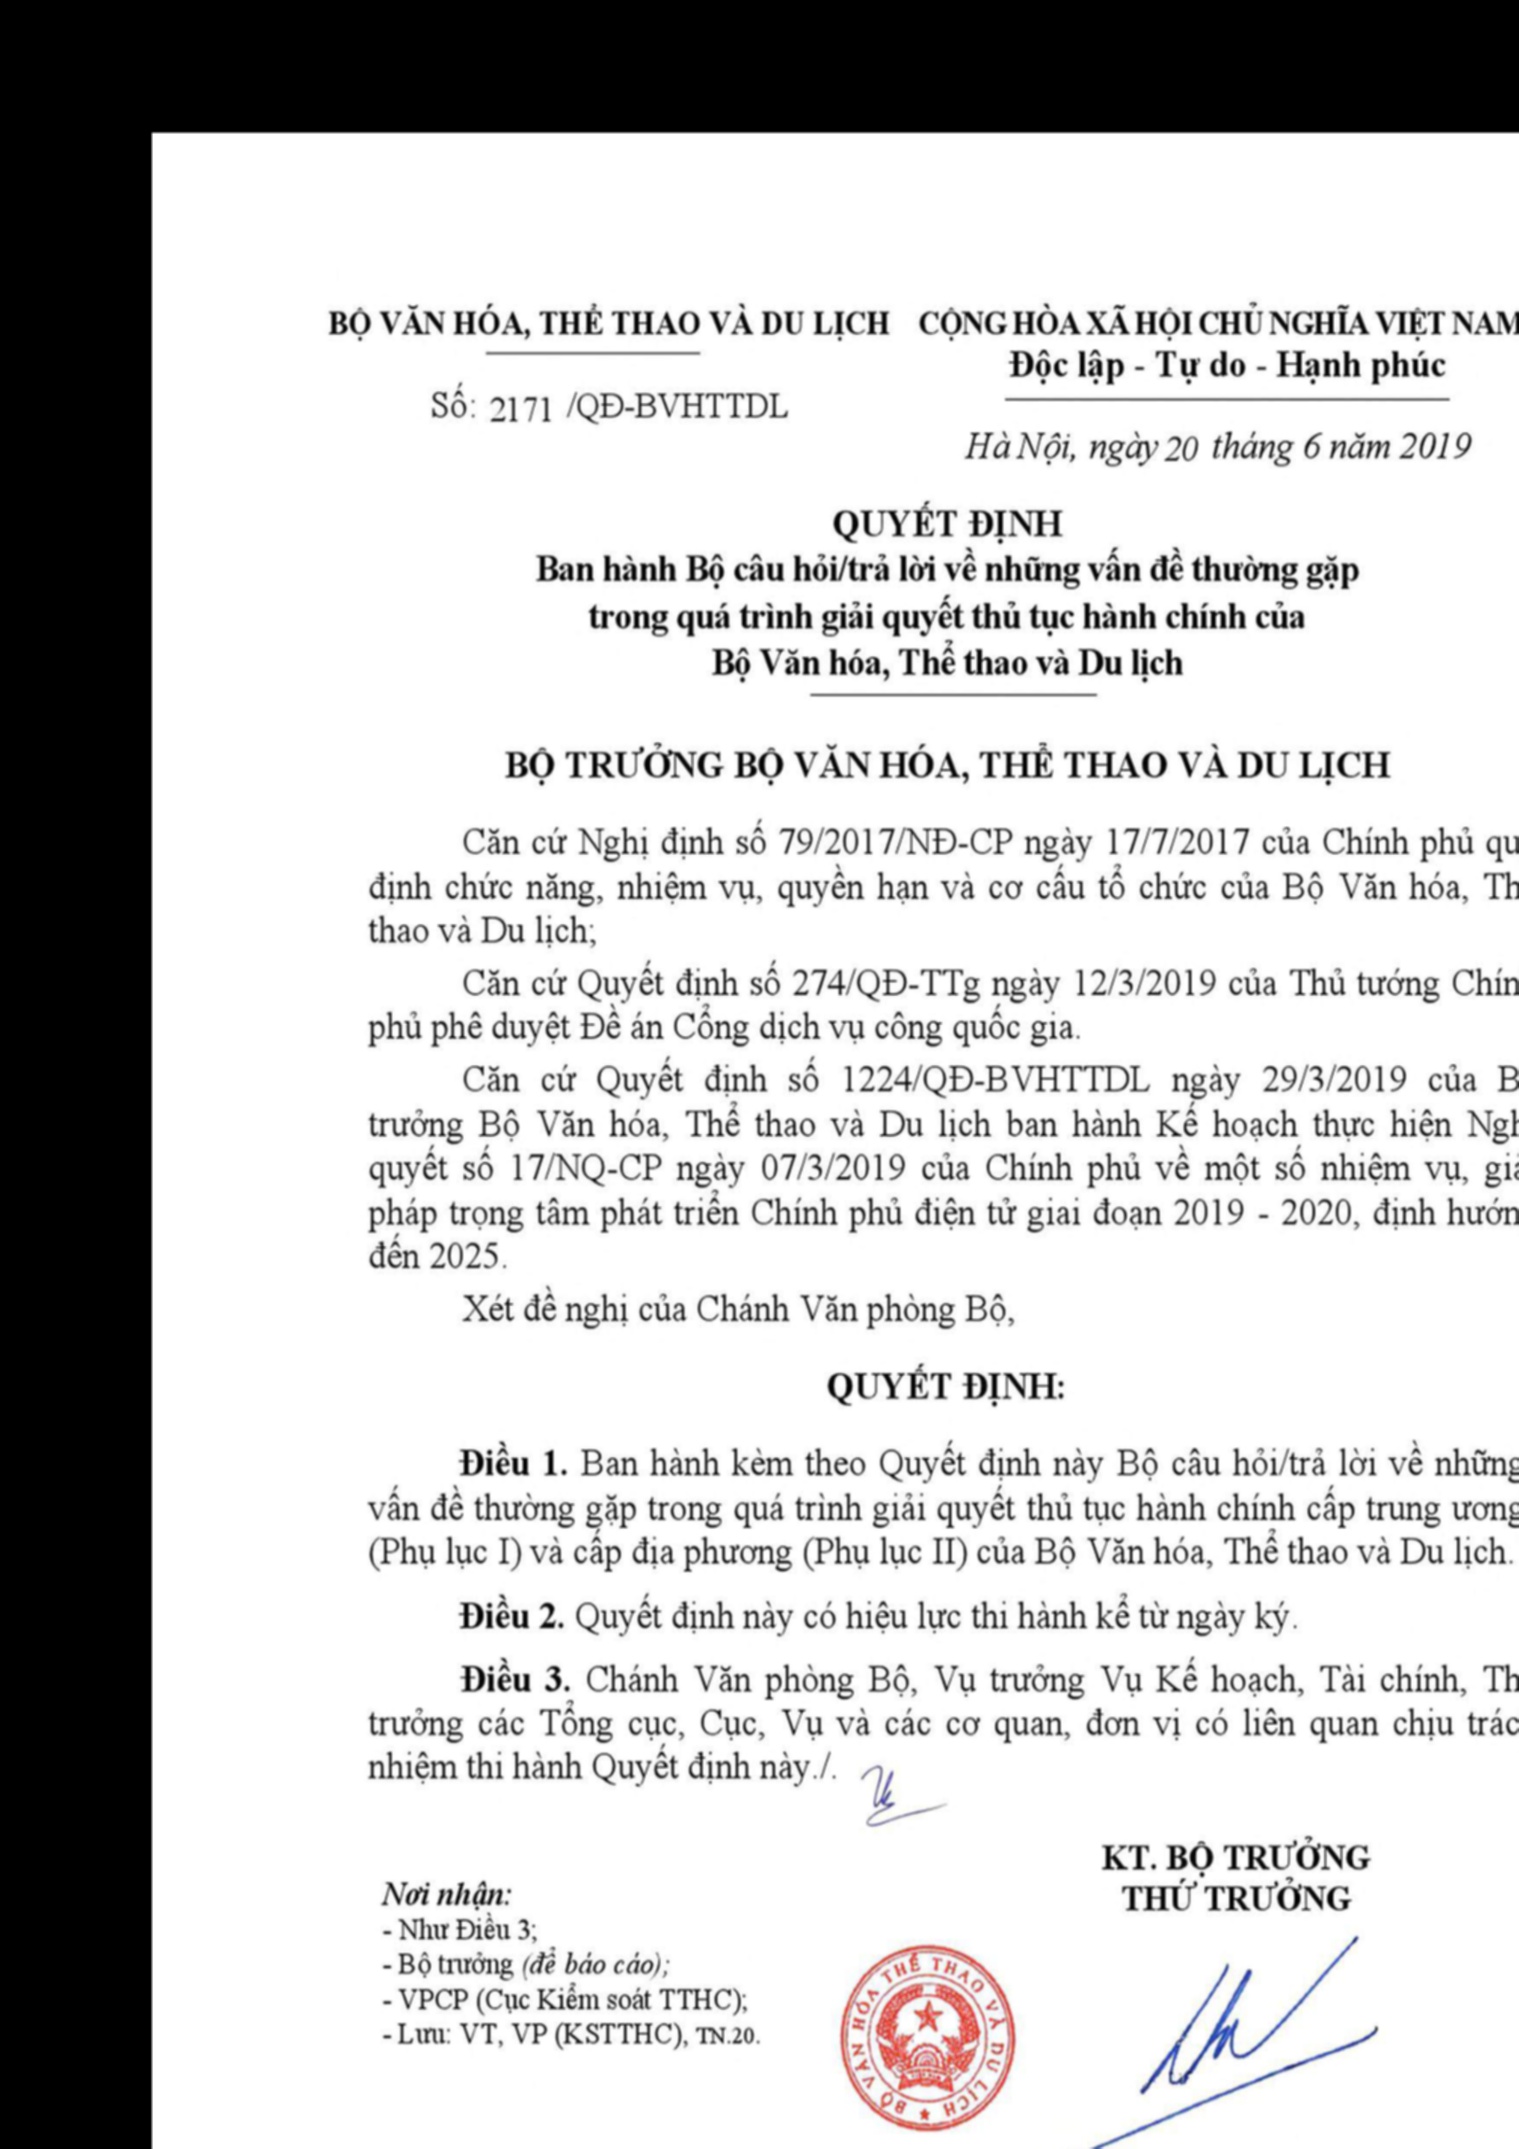 BỘ VĂN HÓA, THỂ THAO VÀ DU LỊCH
CỘNG HÒA XÃ HỘI CHỦ NGHĨA VIỆT NAM
Độc lập - Tự do - Hạnh phúc
Số: 2171 /QĐ-BVHTTDL
Hà Nội, ngày 20 tháng 6 năm 2019
QUYẾT ĐỊNH
Ban hành Bộ câu hỏi/trả lời về những vấn đề thường gặp
trong quá trình giải quyết thủ tục hành chính của
Bộ Văn hóa, Thể thao và Du lịch
BỘ TRƯỞNG BỘ VĂN HÓA, THỂ THAO VÀ DU LỊCH
Căn cứ Nghị định số 79/2017/NĐ-CP ngày 17/7/2017 của Chính phủ qu
định chức năng, nhiệm vụ, quyền hạn và cơ cấu tổ chức của Bộ Văn hóa, Th
thao và Du lịch;
Căn cứ Quyết định số 274/QĐ-TTg ngày 12/3/2019 của Thủ tướng Chín
phủ phê duyệt Đề án Cổng dịch vụ công quốc gia.
Căn cứ Quyết định số 1224/QĐ-BVHTTDL ngày 29/3/2019 của B
trưởng Bộ Văn hóa, Thể thao và Du lịch ban hành Kế hoạch thực hiện Ngh
quyết số 17/NQ-CP ngày 07/3/2019 của Chính phủ về một số nhiệm vụ, giả
pháp trọng tâm phát triển Chính phủ điện tử giai đoạn 2019 - 2020, định hướn
đến 2025.
Xét đề nghị của Chánh Văn phòng Bộ,
QUYẾT ĐỊNH:
Điều 1. Ban hành kèm theo Quyết định này Bộ câu hỏi/trả lời về những
vấn đề thường gặp trong quá trình giải quyết thủ tục hành chính cấp trung ương
(Phụ lục I) và cấp địa phương (Phụ lục II) của Bộ Văn hóa, Thể thao và Du lịch.
Điều 2. Quyết định này có hiệu lực thi hành kể từ ngày ký.
Điều 3. Chánh Văn phòng Bộ, Vụ trưởng Vụ Kế hoạch, Tài chính, Th
trưởng các Tổng cục, Cục, Vụ và các cơ quan, đơn vị có liên quan chịu trác
nhiệm thi hành Quyết định này./.
KT. BỘ TRƯỞNG
THỨ TRƯỞNG
Nơi nhận:
- Như Điều 3;
- Bộ trưởng (để báo cáo);
- VPCP (Cục Kiểm soát TTHC);
- Lưu: VT, VP (KSTTHC), TN.20.
BỘ VĂN HÓA THỂ THAO VÀ DU LỊCH